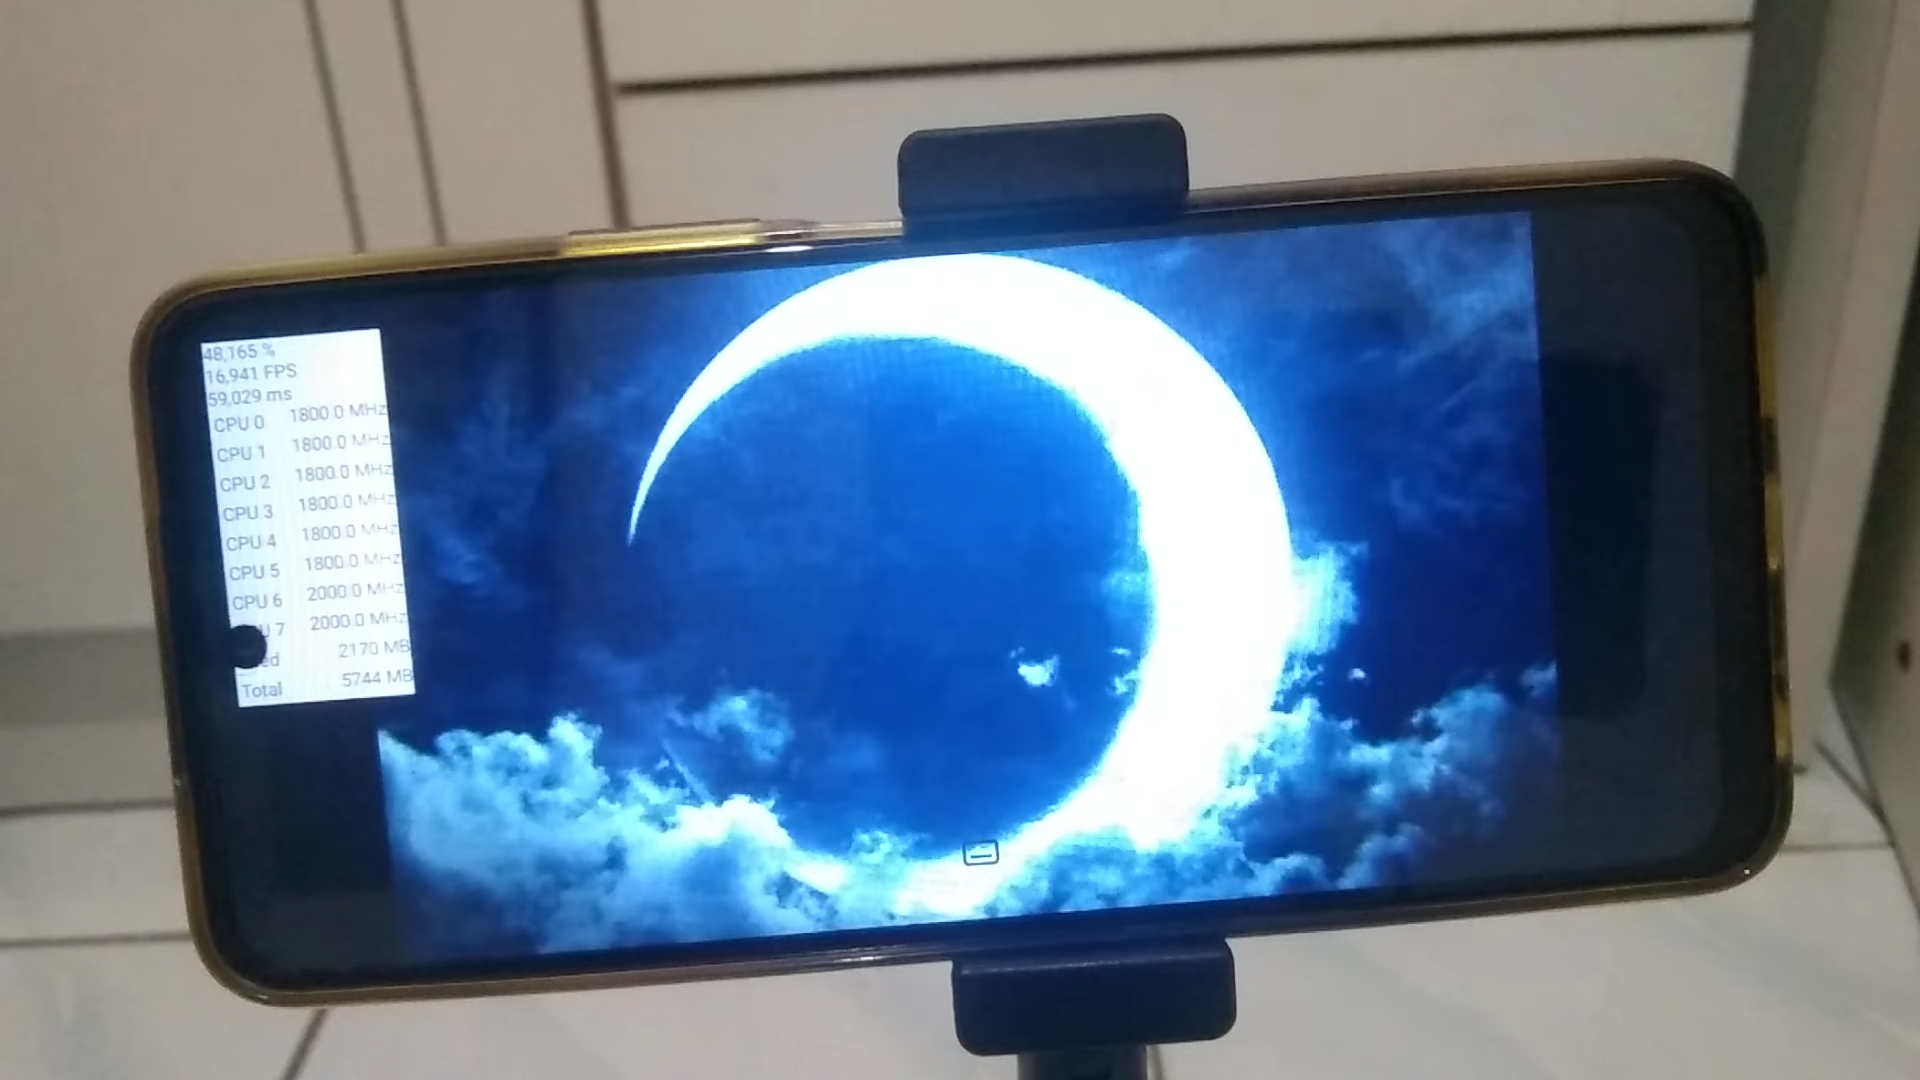 48,165 %
16,941 FPS
59,029 ms
CPU 0 1800.0 MHz
CPU 1 1800.0 MHz
CPU 2 1800.0 MHz
CPU 3 1800.0 MHz
CPU 4 1800.0 MHz
CPU 5 1800.0 MHz
CPU 6 2000.0 MHz
7 2000.0 MHz
2170 MB
Total 5744 MB